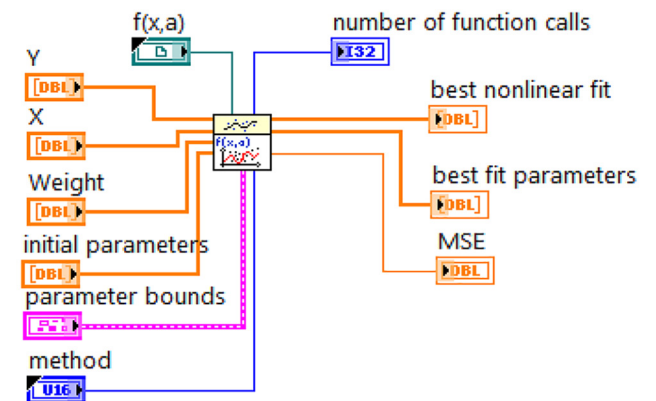 f(x,a)
number of function calls
I32
Y
[DBL]
best nonlinear fit
[DBL]
X
[DBL]
f(x,a)
Weight
[DBL]
best fit parameters
[DBL]
initial parameters
[DBL]
MSE
DBL
parameter bounds
method
U16